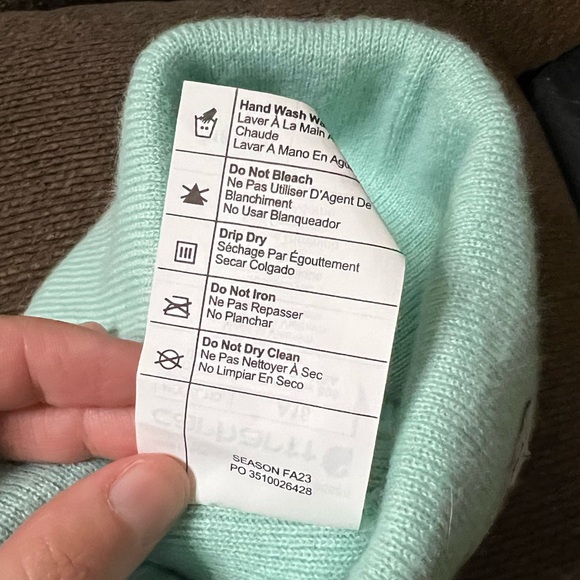 Hand Wash
Laver À La Main
Chaude
Lavar A Mano En
Do Not Bleach
Ne Pas Utiliser D'Agent De
Blanchiment
No Usar Blanqueador
Drip Dry
Séchage Par Égouttement
Secar Colgado
Do Not Iron
Ne Pas Repasser
No Planchar
Do Not Dry Clean
Ne Pas Nettoyer À Sec
No Limpiar En Seco
SEASON FA23
PO 3510026428